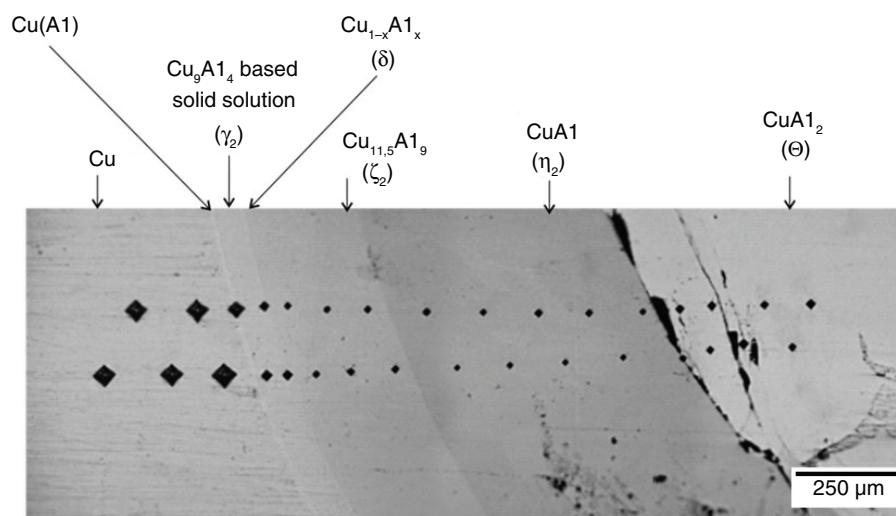 Cu(A1)
Cu₁₋ₓA1ₓ
(δ)
Cu₉A1₄ based
solid solution
(γ₂)
Cu
Cu₁₁,₅A1₉
(ζ₂)
CuA1
(η₂)
CuA1₂
(Θ)
250 μm